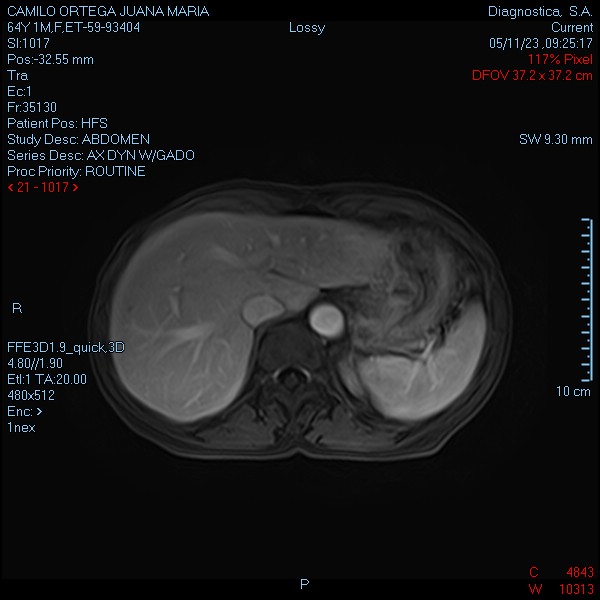 CAMILO ORTEGA JUANA MARIA
64Y 1M,F,ET-59-93404
SI:1017
Pos:-32.55 mm
Tra
Ec:1
Fr:35130
Patient Pos: HFS
Study Desc: ABDOMEN
Series Desc: AX DYN W/GADO
Proc Priority: ROUTINE
< 21 - 1017 >
Lossy
Diagnostica, S.A.
Current
05/11/23 ,09:25:17
117% Pixel
DFOV 37.2 x 37.2 cm
SW 9.30 mm
R
FFE3D1.9_quick,3D
4.80//1.90
Etl:1 TA:20.00
480x512
Enc: >
1nex
10 cm
P
C 4843
W 10313